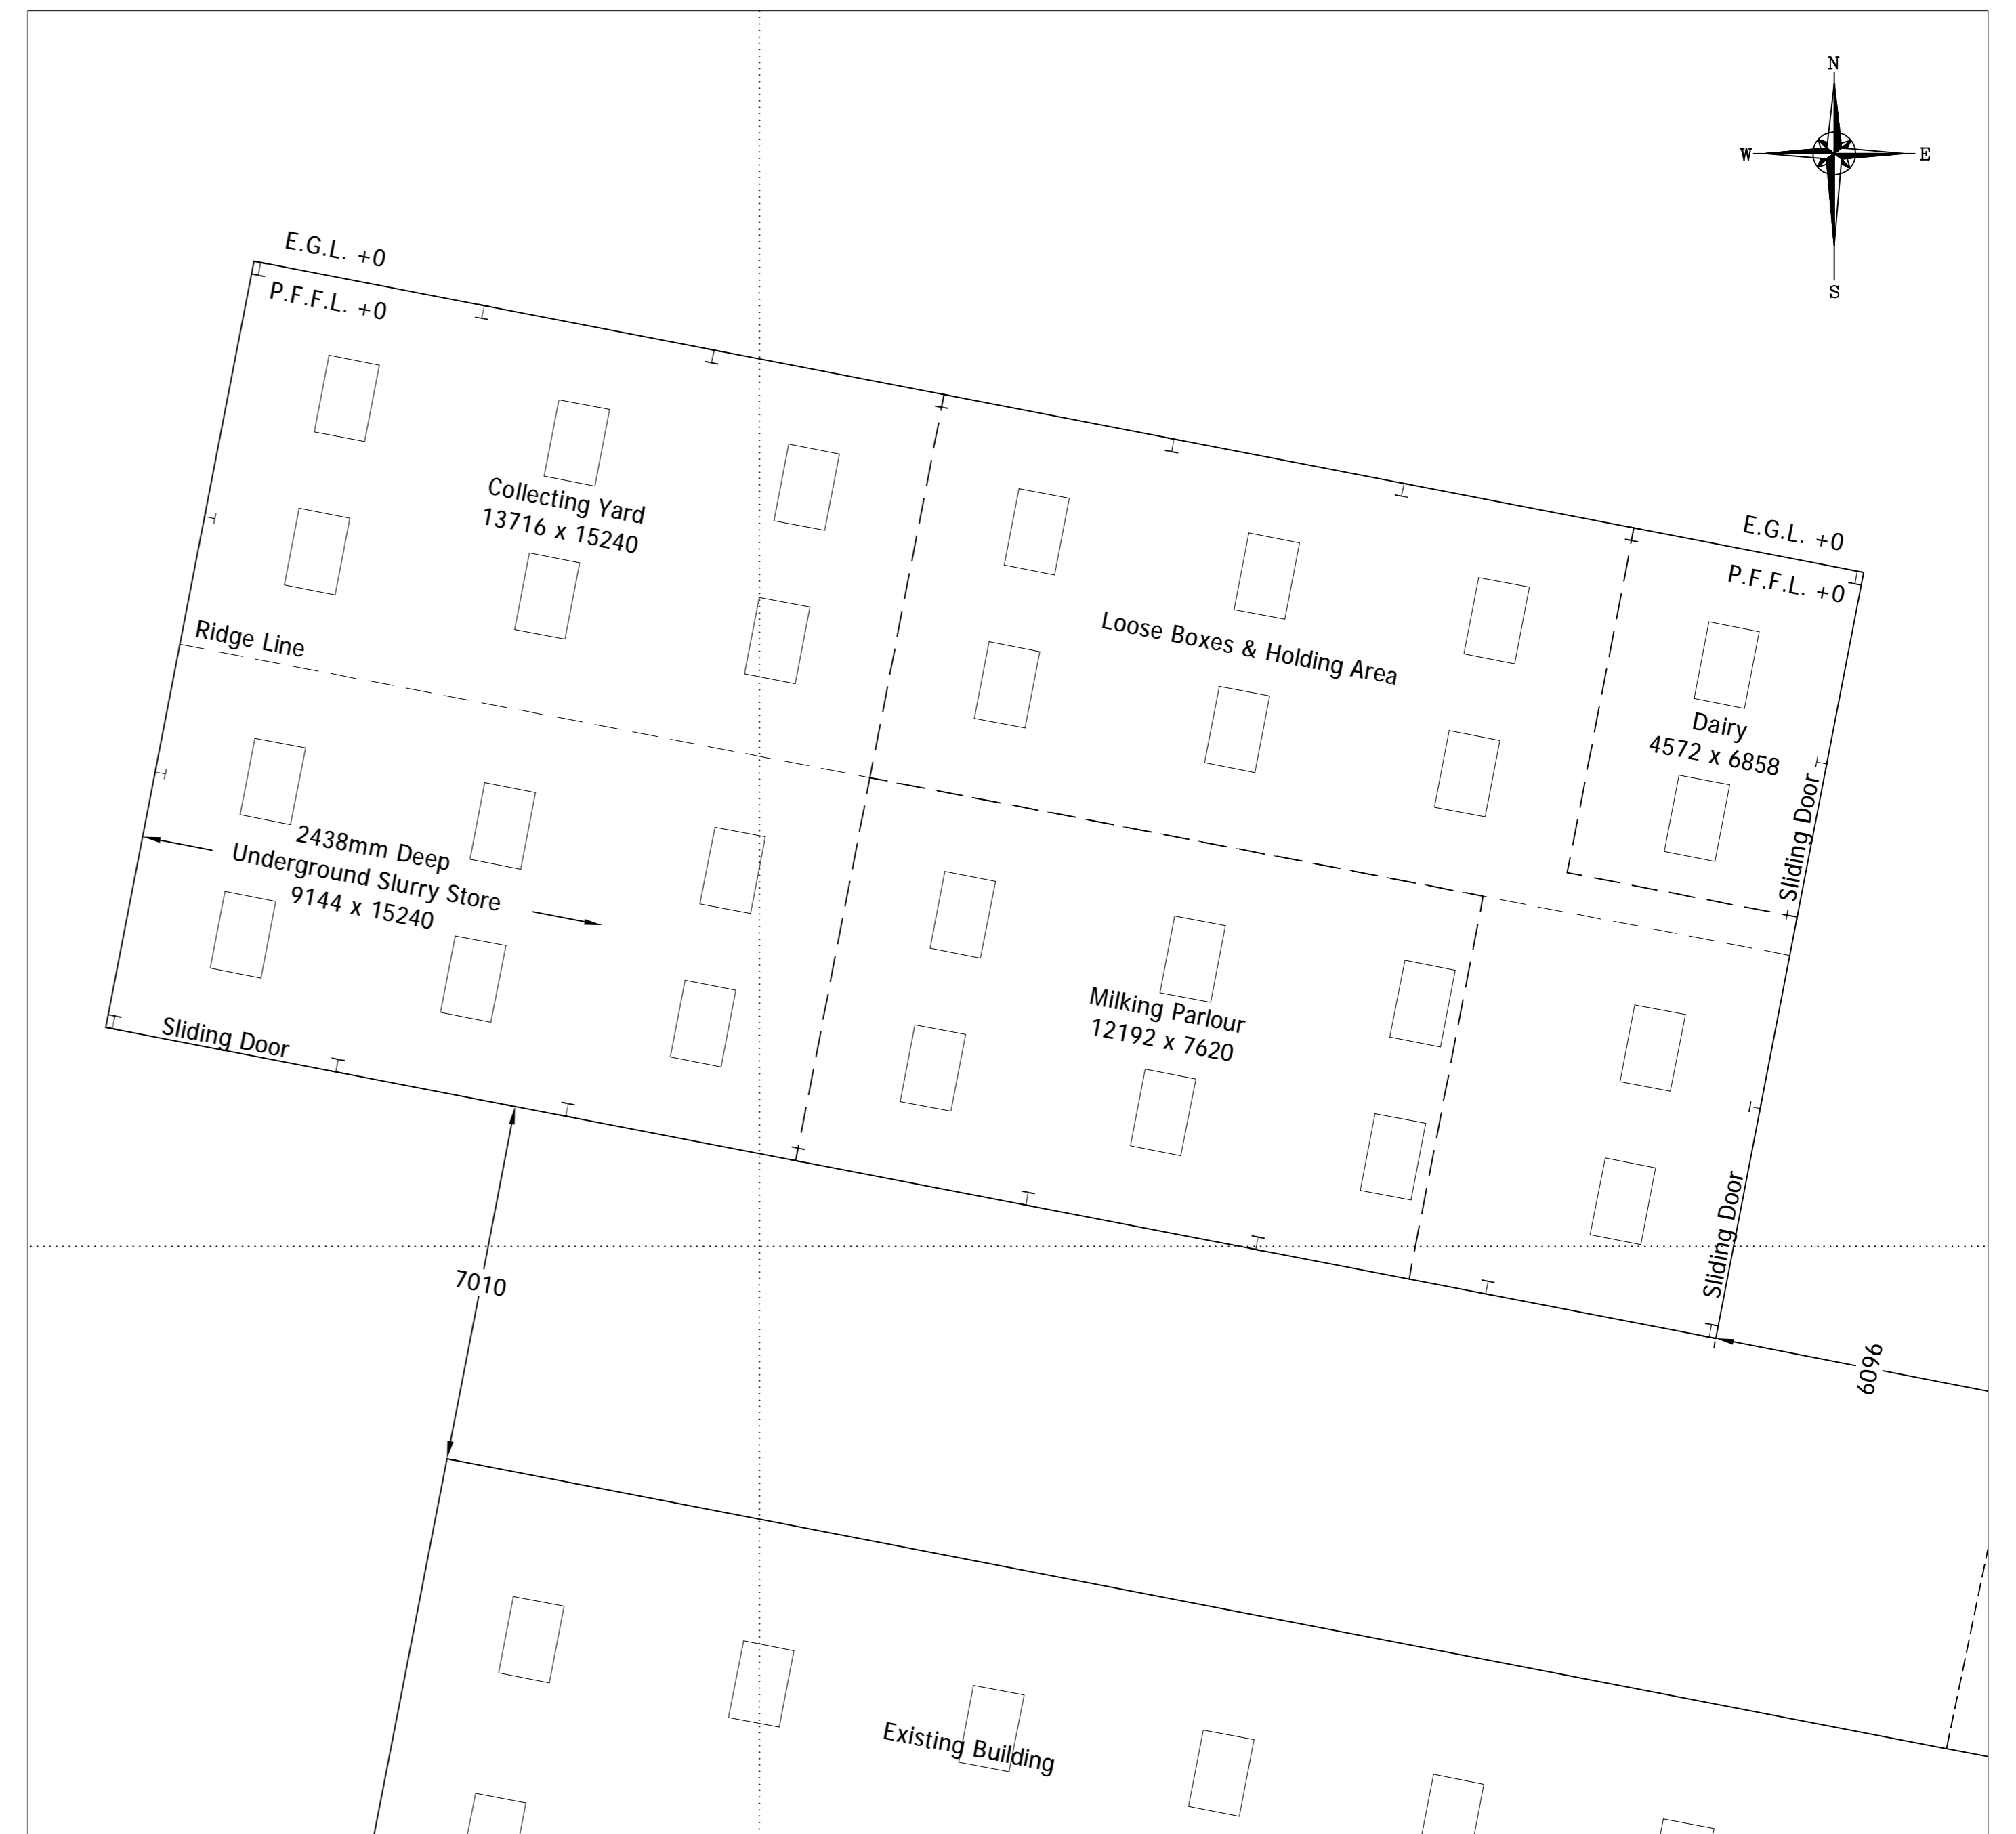 N
W
E
S
E.G.L. +0
P.F.F.L. +0
Collecting Yard
13716 x 15240
E.G.L. +0
P.F.F.L. +0
Ridge Line
Loose Boxes & Holding Area
Dairy
4572 x 6858
Sliding Door
2438mm Deep
Underground Slurry Store
9144 x 15240
Milking Parlour
12192 x 7620
Sliding Door
Sliding Door
7010
6096
Existing Building